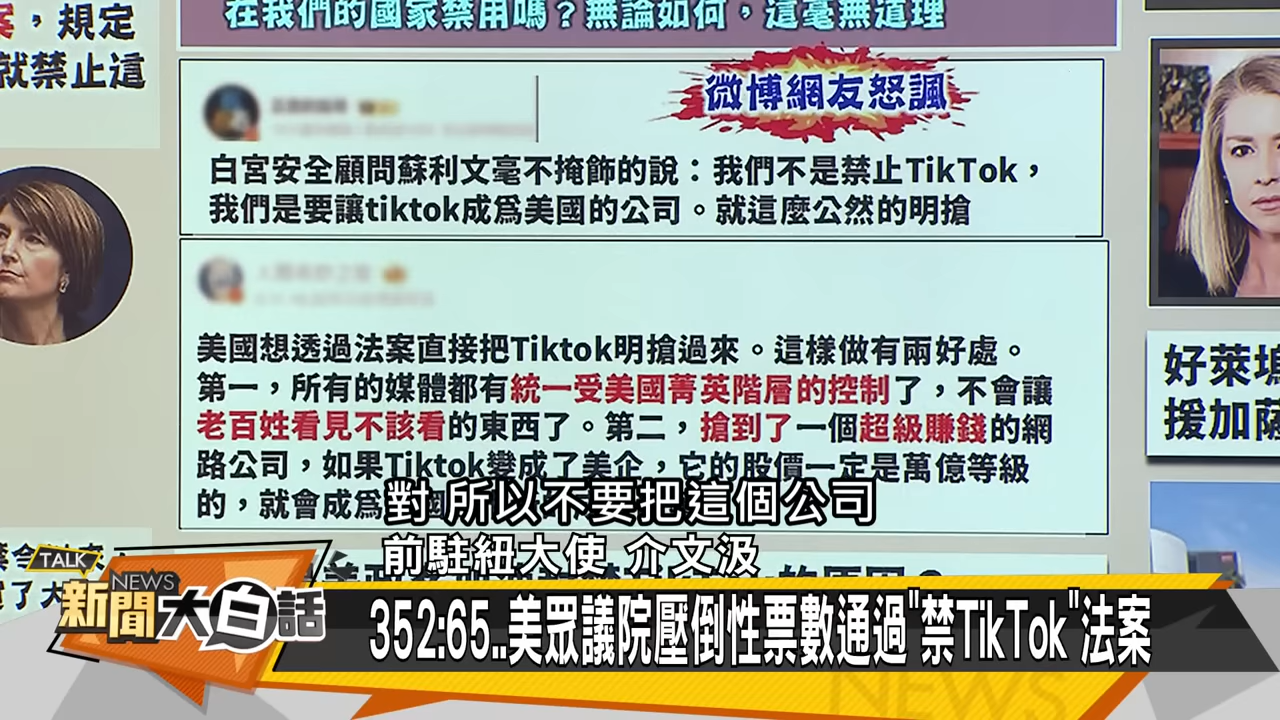 在我們的國家禁用嗎？無論如何，這毫無道理
案，規定
就禁止這
微博網友怒諷
白宮安全顧問蘇利文毫不掩飾的說：我們不是禁止TikTok，
我們是要讓tiktok成爲美國的公司。就這麼公然的明搶
美國想透過法案直接把Tiktok明搶過來。這樣做有兩好處。
第一，所有的媒體都有統一受美國菁英階層的控制了，不會讓
老百姓看見不該看的東西了。第二，搶到了一個超級賺錢的網
路公司，如果Tiktok變成了美企，它的股價一定是萬億等級
的，就會成爲
好萊塢
援加薩
對 所以不要把這個公司
前駐紐大使 介文汲
TALK
NEWS
新聞大白話
352:65..美眾議院壓倒性票數通過"禁TikTok"法案
NEWS